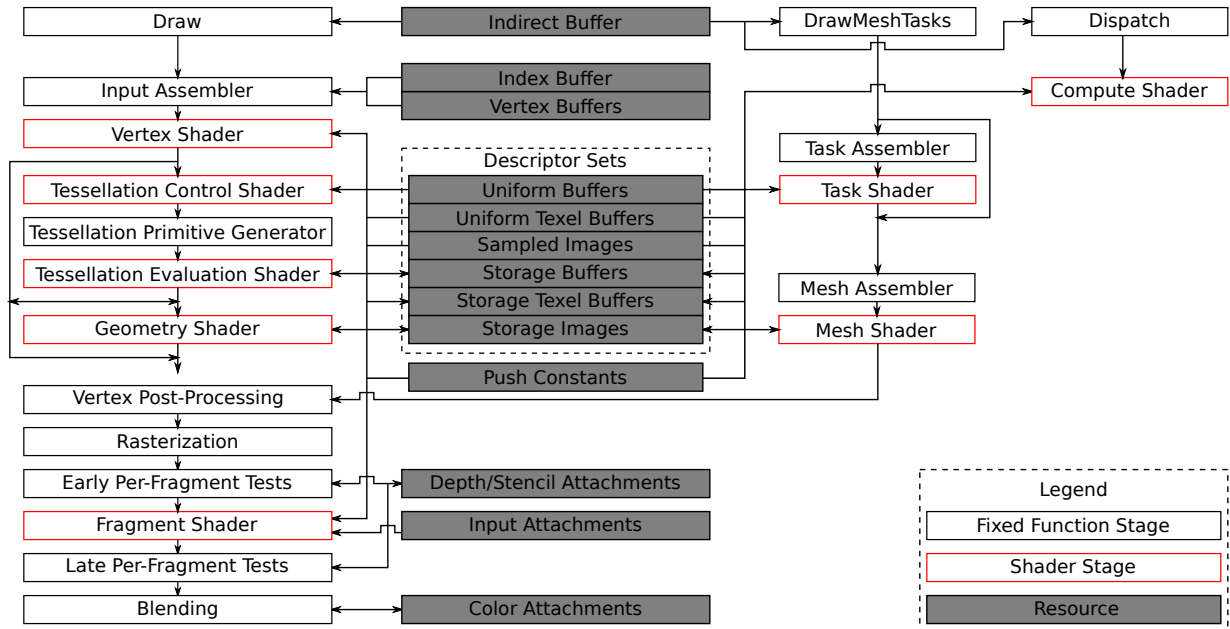 Draw
Indirect Buffer
DrawMeshTasks
Dispatch
Input Assembler
Index Buffer
Vertex Buffers
Compute Shader
Vertex Shader
Task Assembler
Descriptor Sets
Tessellation Control Shader
Uniform Buffers
Task Shader
Uniform Texel Buffers
Tessellation Primitive Generator
Sampled Images
Tessellation Evaluation Shader
Storage Buffers
Mesh Assembler
Storage Texel Buffers
Geometry Shader
Storage Images
Mesh Shader
Push Constants
Vertex Post-Processing
Rasterization
Early Per-Fragment Tests
Depth/Stencil Attachments
Legend
Fragment Shader
Input Attachments
Fixed Function Stage
Late Per-Fragment Tests
Shader Stage
Blending
Color Attachments
Resource